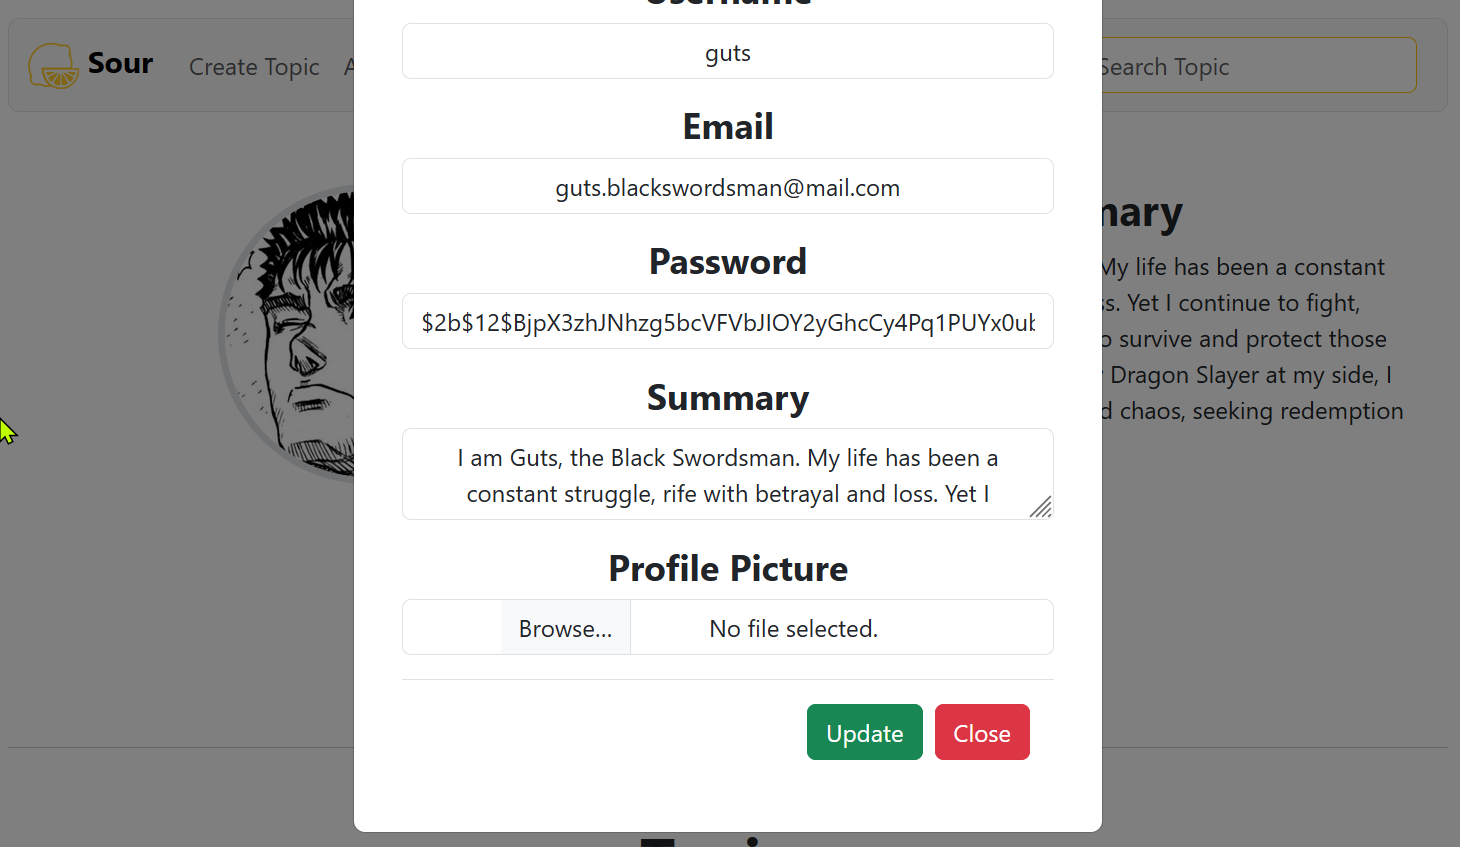 Username
Sour
Create Topic
guts
Search Topic
Email
guts.blackswordsman@mail.com
Password
$2b$12$BjpX3zhJNhzg5bcVFVbJIOY2yGhcCy4Pq1PUYx0ub
Summary
I am Guts, the Black Swordsman. My life has been a
constant struggle, rife with betrayal and loss. Yet I
Profile Picture
Browse...
No file selected.
Update
Close
My life has been a constant
Yet I continue to fight,
survive and protect those
Dragon Slayer at my side, I
chaos, seeking redemption